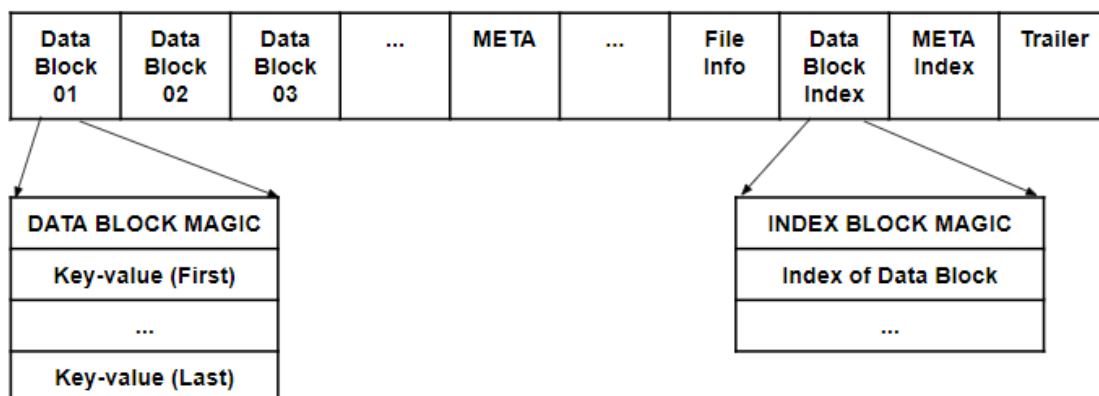 Data
Block
01
Data
Block
02
Data
Block
03
...
META
...
File
Info
Data
Block
Index
META
Index
Trailer
DATA BLOCK MAGIC
Key-value (First)
...
Key-value (Last)
INDEX BLOCK MAGIC
Index of Data Block
...